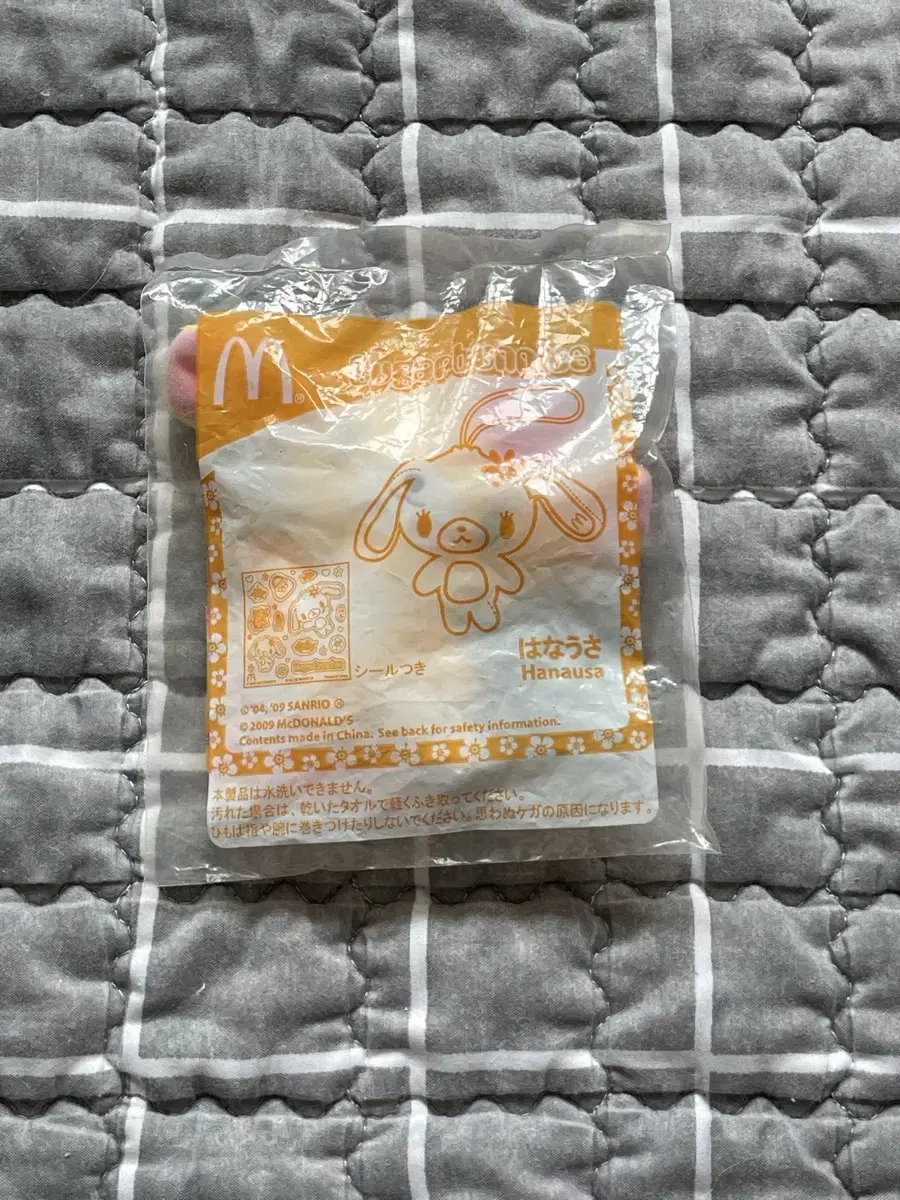 M®
Sugarbunnies
シールつき
はなうさ
Hanausa
©'04, '09 SANRIO ®
©2009 McDONALD'S
Contents made in China. See back for safety information.
本製品は水洗いできません。
汚れた場合は、乾いたタオルで軽くふき取ってください。
ひもは指や腕に巻きつけたりしないでください。思わぬケガの原因になります。